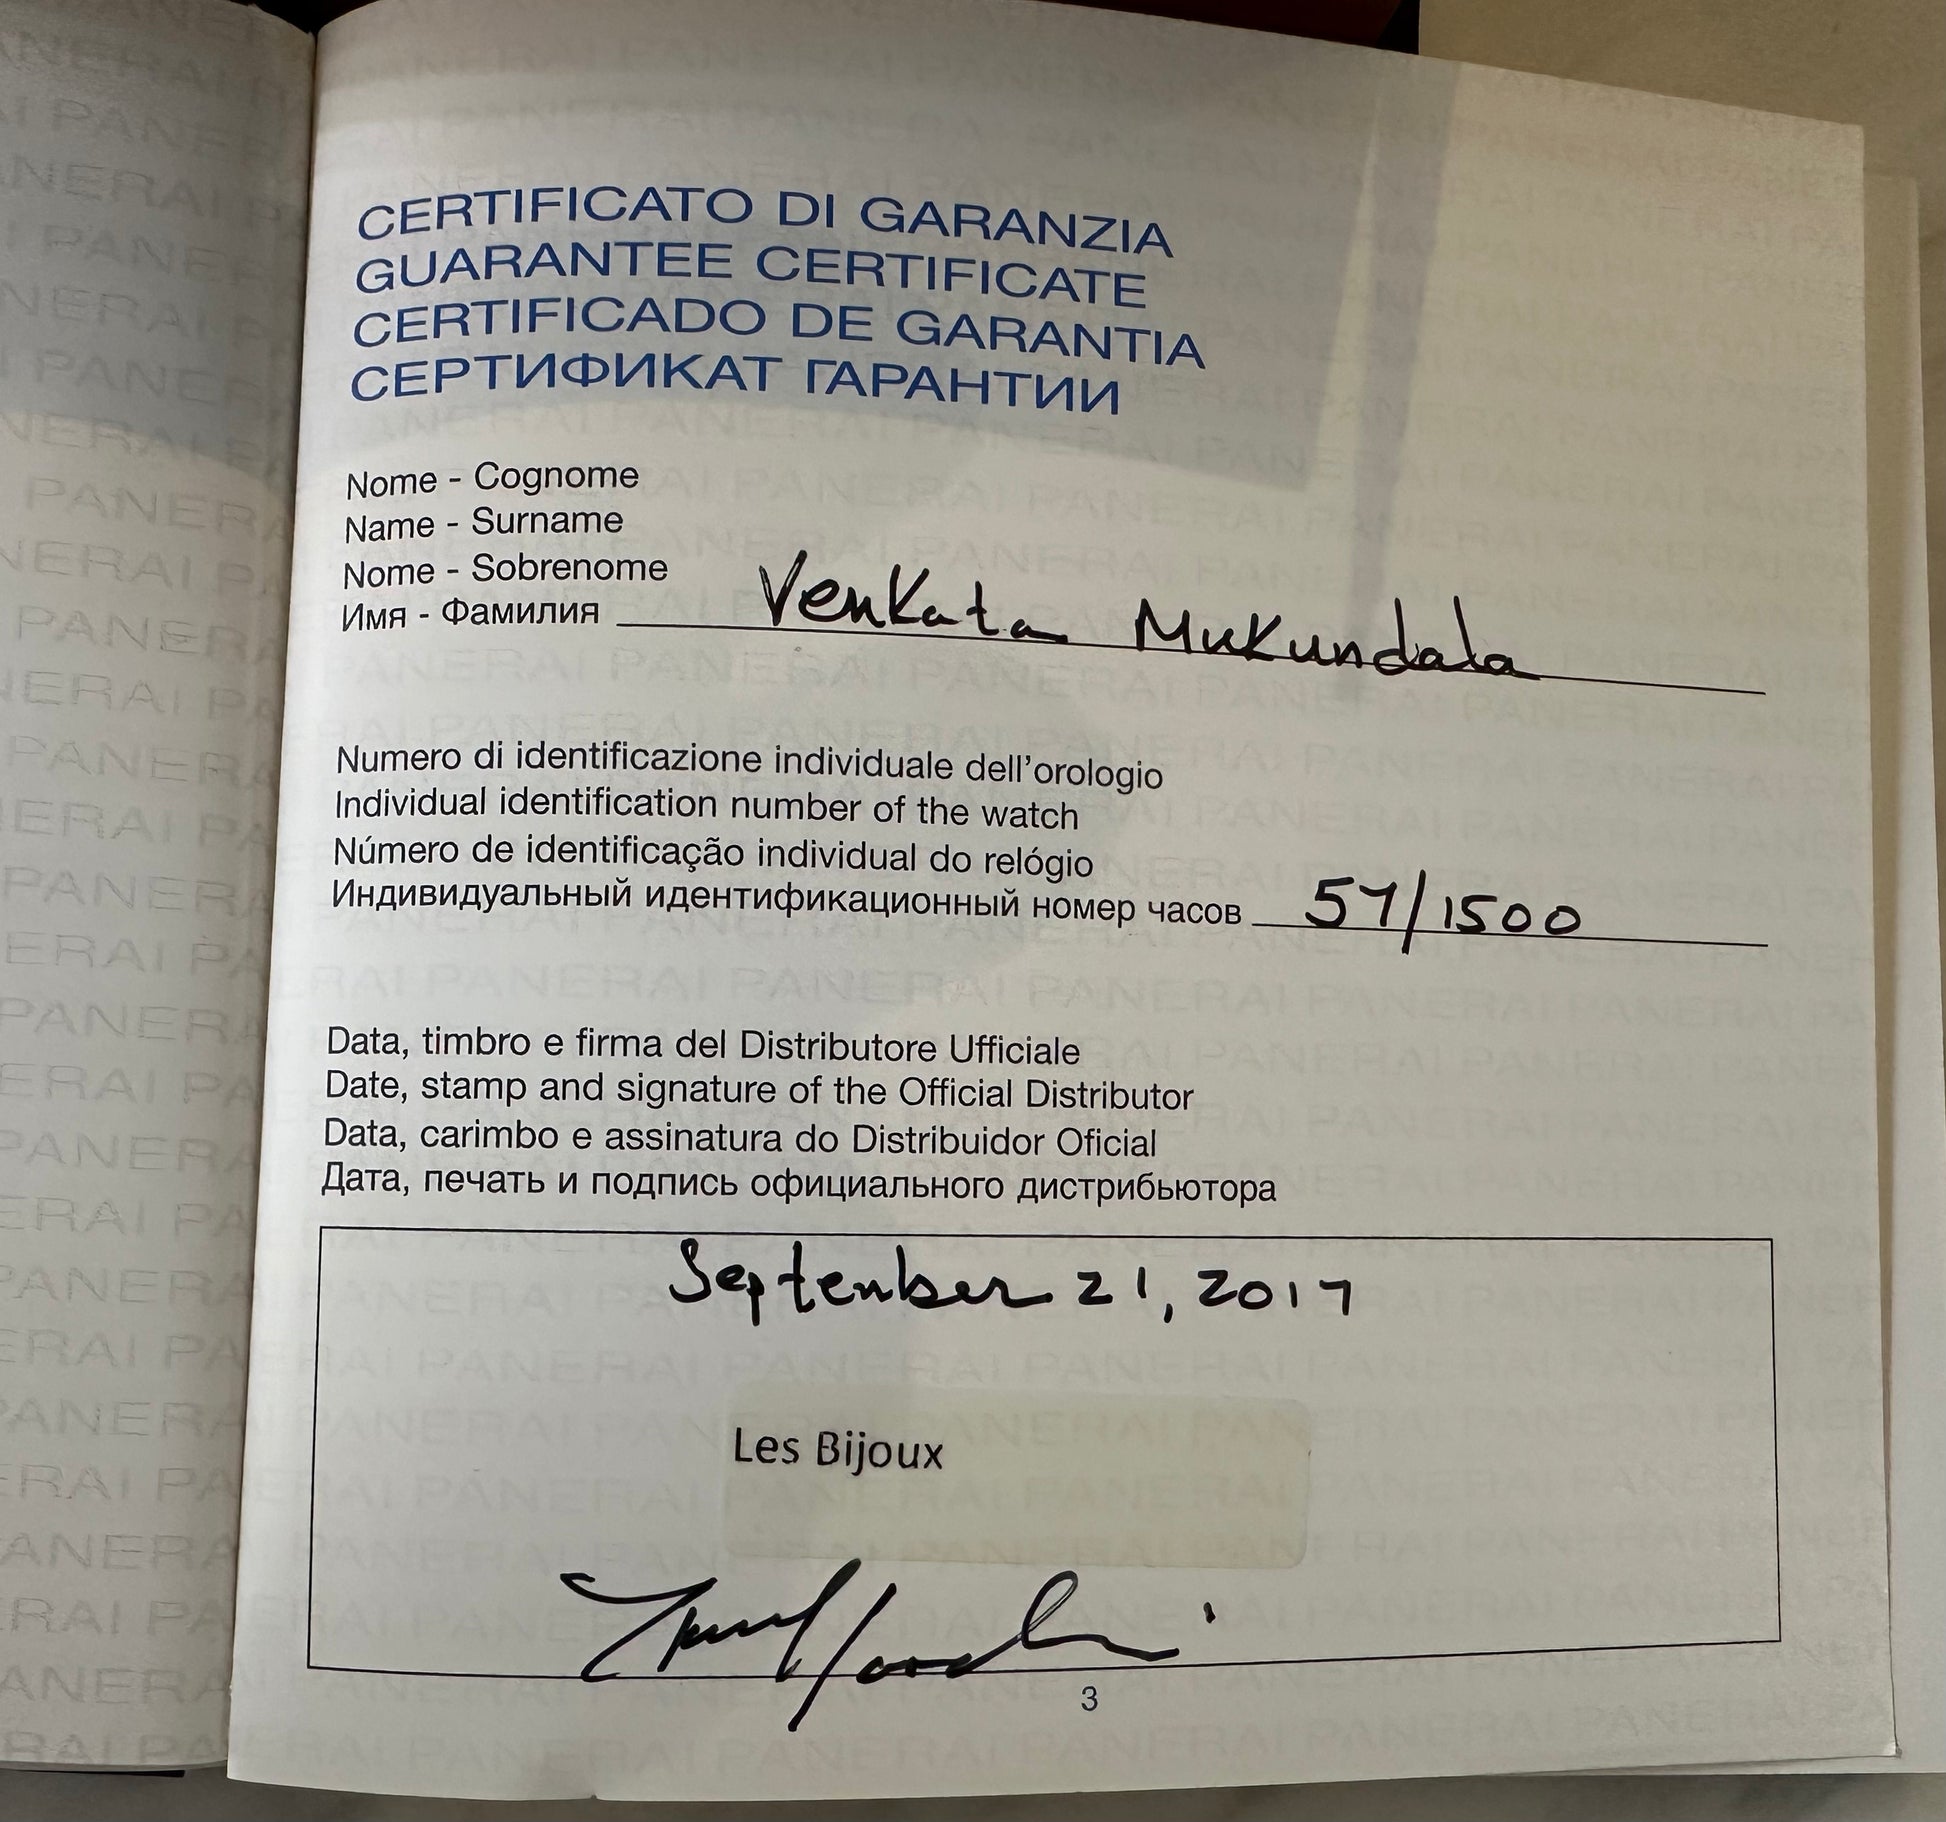 CERTIFICATO DI GARANZIA
GUARANTEE CERTIFICATE
CERTIFICADO DE GARANTIA
СЕРТИФИКАТ ГАРАНТИИ
Nome - Cognome
Name - Surname
Nome - Sobrenome
Имя - Фамилия Venkata Mukundala
Numero di identificazione individuale dell'orologio
Individual identification number of the watch
Número de identificação individual do relógio
Индивидуальный идентификационный номер часов 57/1500
Data, timbro e firma del Distributore Ufficiale
Date, stamp and signature of the Official Distributor
Data, carimbo e assinatura do Distribuidor Oficial
Дата, печать и подпись официального дистрибьютора
September 21, 2017
Les Bijoux
3